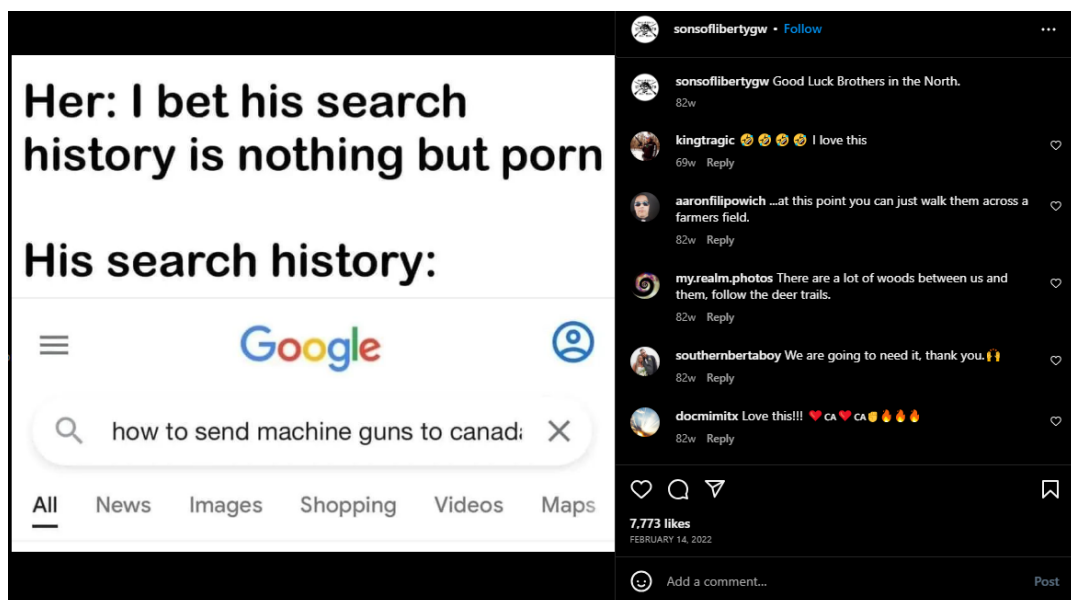 Her: I bet his search
history is nothing but porn
His search history:
Google
how to send machine guns to canad
All News Images Shopping Videos Maps
sonsoflibertygw • Follow
sonsoflibertygw Good Luck Brothers in the North.
82w
kingtragic 🤣🤣🤣🤣 I love this
69w Reply
aaronfilipowich ...at this point you can just walk them across a
farmers field.
82w Reply
my.realm.photos There are a lot of woods between us and
them, follow the deer trails.
82w Reply
southernbertaboy We are going to need it, thank you.🙌
82w Reply
docmimitx Love this!!! ❤️ CA ❤️ CA ✊ 🔥 🔥 🔥
82w Reply
7,773 likes
FEBRUARY 14, 2022
Add a comment...
Post